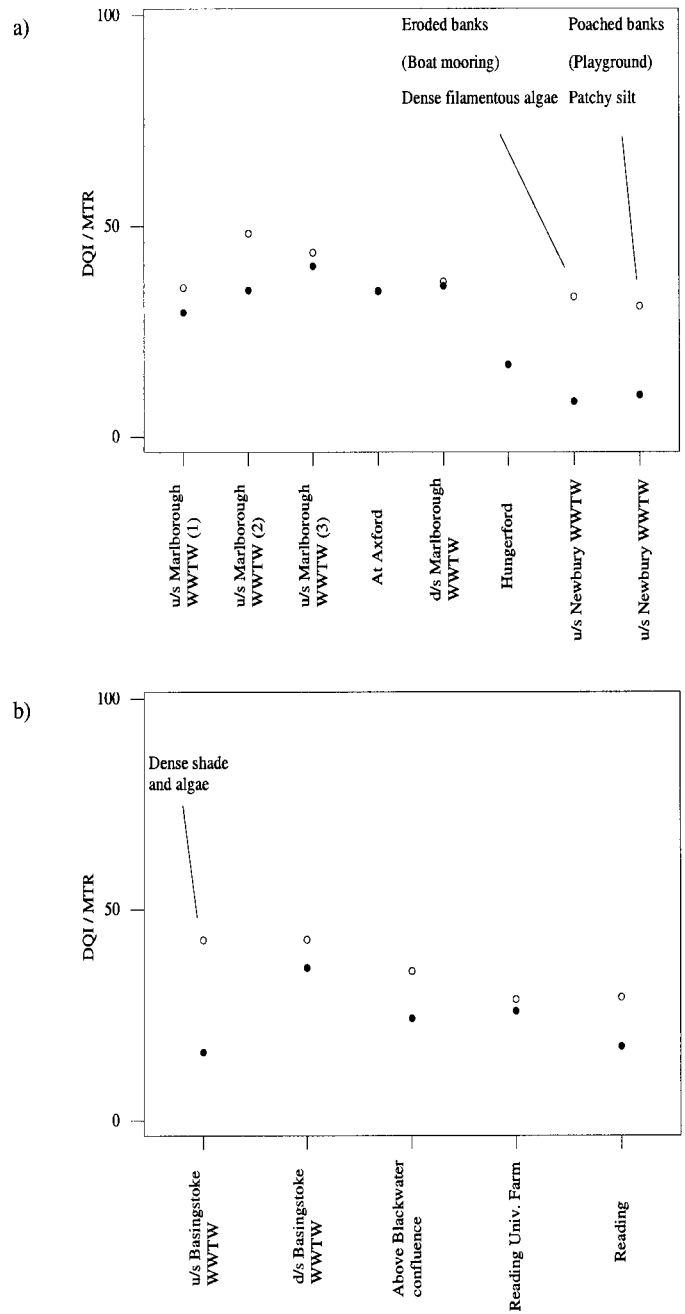 a)
100
Eroded banks
Poached banks
(Boat mooring)
(Playground)
Dense filamentous algae
Patchy silt
50
DQI / MTR
0
u/s Marlborough
WWTW (1)
u/s Marlborough
WWTW (2)
u/s Marlborough
WWTW (3)
At Axford
d/s Marlborough
WWTW
Hungerford
u/s Newbury WWTW
u/s Newbury WWTW
b)
100
Dense shade
and algae
50
DQI / MTR
0
u/s Basingstoke
WWTW
d/s Basingstoke
WWTW
Above Blackwater
confluence
Reading Univ. Farm
Reading